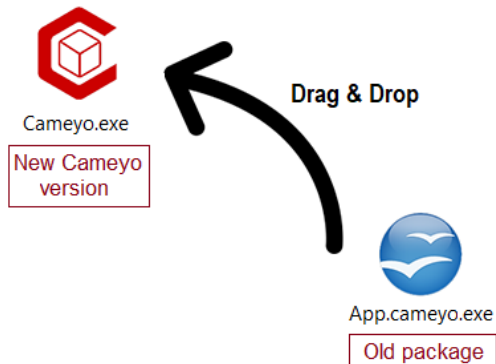 Drag & Drop
Cameyo.exe
New Cameyo
version
App.cameyo.exe
Old package